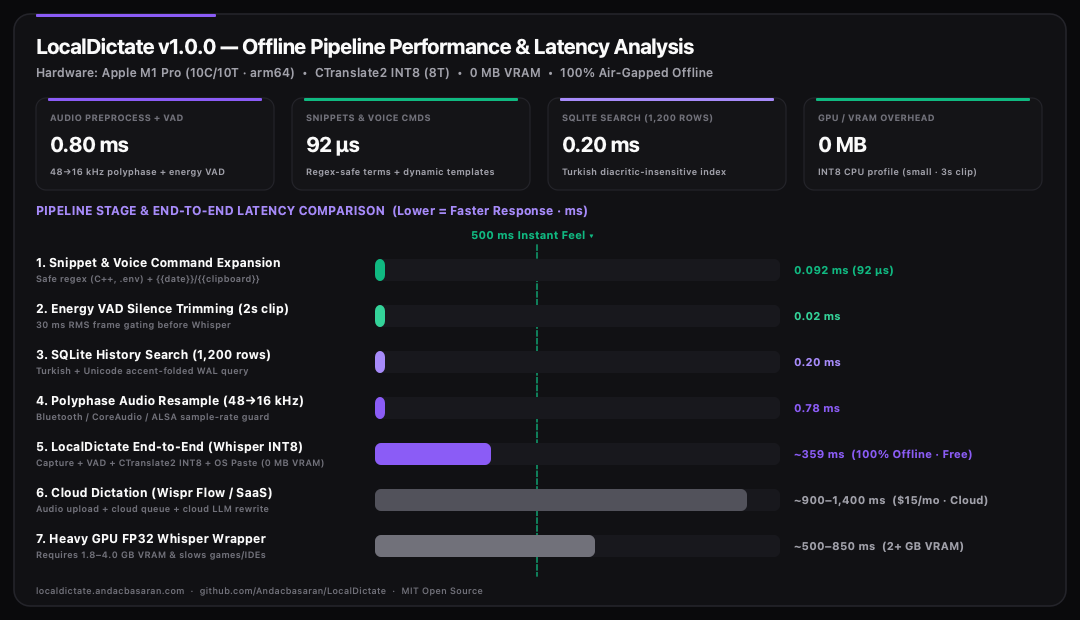 LocalDictate v1.0.0 — Offline Pipeline Performance & Latency Analysis
Hardware: Apple M1 Pro (10C/10T · arm64) • CTranslate2 INT8 (8T) • 0 MB VRAM • 100% Air-Gapped Offline
AUDIO PREPROCESS + VAD
0.80 ms
48→16 kHz polyphase + energy VAD
SNIPPETS & VOICE CMDS
92 µs
Regex-safe terms + dynamic templates
SQLITE SEARCH (1,200 ROWS)
0.20 ms
Turkish diacritic-insensitive index
GPU / VRAM OVERHEAD
0 MB
INT8 CPU profile (small · 3s clip)
PIPELINE STAGE & END-TO-END LATENCY COMPARISON (Lower = Faster Response · ms)
500 ms Instant Feel ▾
1. Snippet & Voice Command Expansion
Safe regex (C++, .env) + {{date}}/{{clipboard}}
0.092 ms (92 µs)
2. Energy VAD Silence Trimming (2s clip)
30 ms RMS frame gating before Whisper
0.02 ms
3. SQLite History Search (1,200 rows)
Turkish + Unicode accent-folded WAL query
0.20 ms
4. Polyphase Audio Resample (48→16 kHz)
Bluetooth / CoreAudio / ALSA sample-rate guard
0.78 ms
5. LocalDictate End-to-End (Whisper INT8)
Capture + VAD + CTranslate2 INT8 + OS Paste (0 MB VRAM)
~359 ms (100% Offline · Free)
6. Cloud Dictation (Wispr Flow / SaaS)
Audio upload + cloud queue + cloud LLM rewrite
~900–1,400 ms ($15/mo · Cloud)
7. Heavy GPU FP32 Whisper Wrapper
Requires 1.8–4.0 GB VRAM & slows games/IDEs
~500–850 ms (2+ GB VRAM)
localdictate.andacbasaran.com · github.com/Andacbasaran/LocalDictate · MIT Open Source